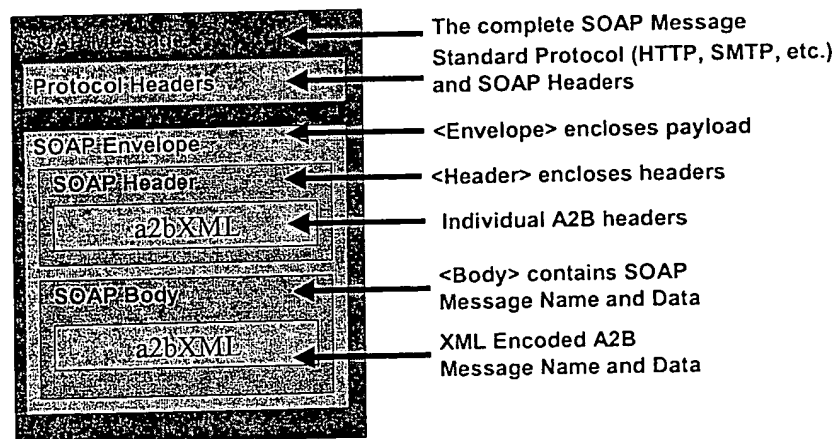 SOAP Message
The complete SOAP Message
Protocol Headers
Standard Protocol (HTTP, SMTP, etc.)
and SOAP Headers
SOAP Envelope
<Envelope> encloses payload
SOAP Header
<Header> encloses headers
a2bXML
Individual A2B headers
SOAP Body
<Body> contains SOAP
Message Name and Data
a2bXML
XML Encoded A2B
Message Name and Data